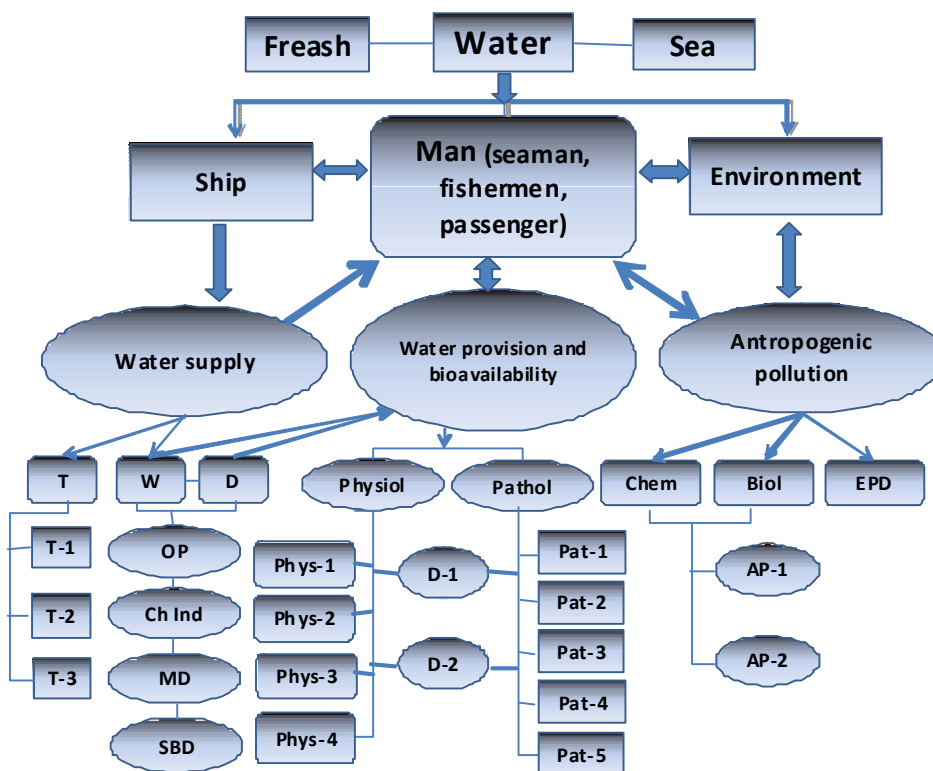 Freash
Water
Sea
Ship
Man (seaman,
fishermen,
passenger)
Environment
Water supply
Water provision and
bioavailability
Antropogenic
pollution
T
W
D
Physiol
Pathol
Chem
Biol
EPD
T-1
T-2
T-3
OP
Ch Ind
MD
SBD
Phys-1
Phys-2
Phys-3
Phys-4
D-1
D-2
Pat-1
Pat-2
Pat-3
Pat-4
Pat-5
AP-1
AP-2